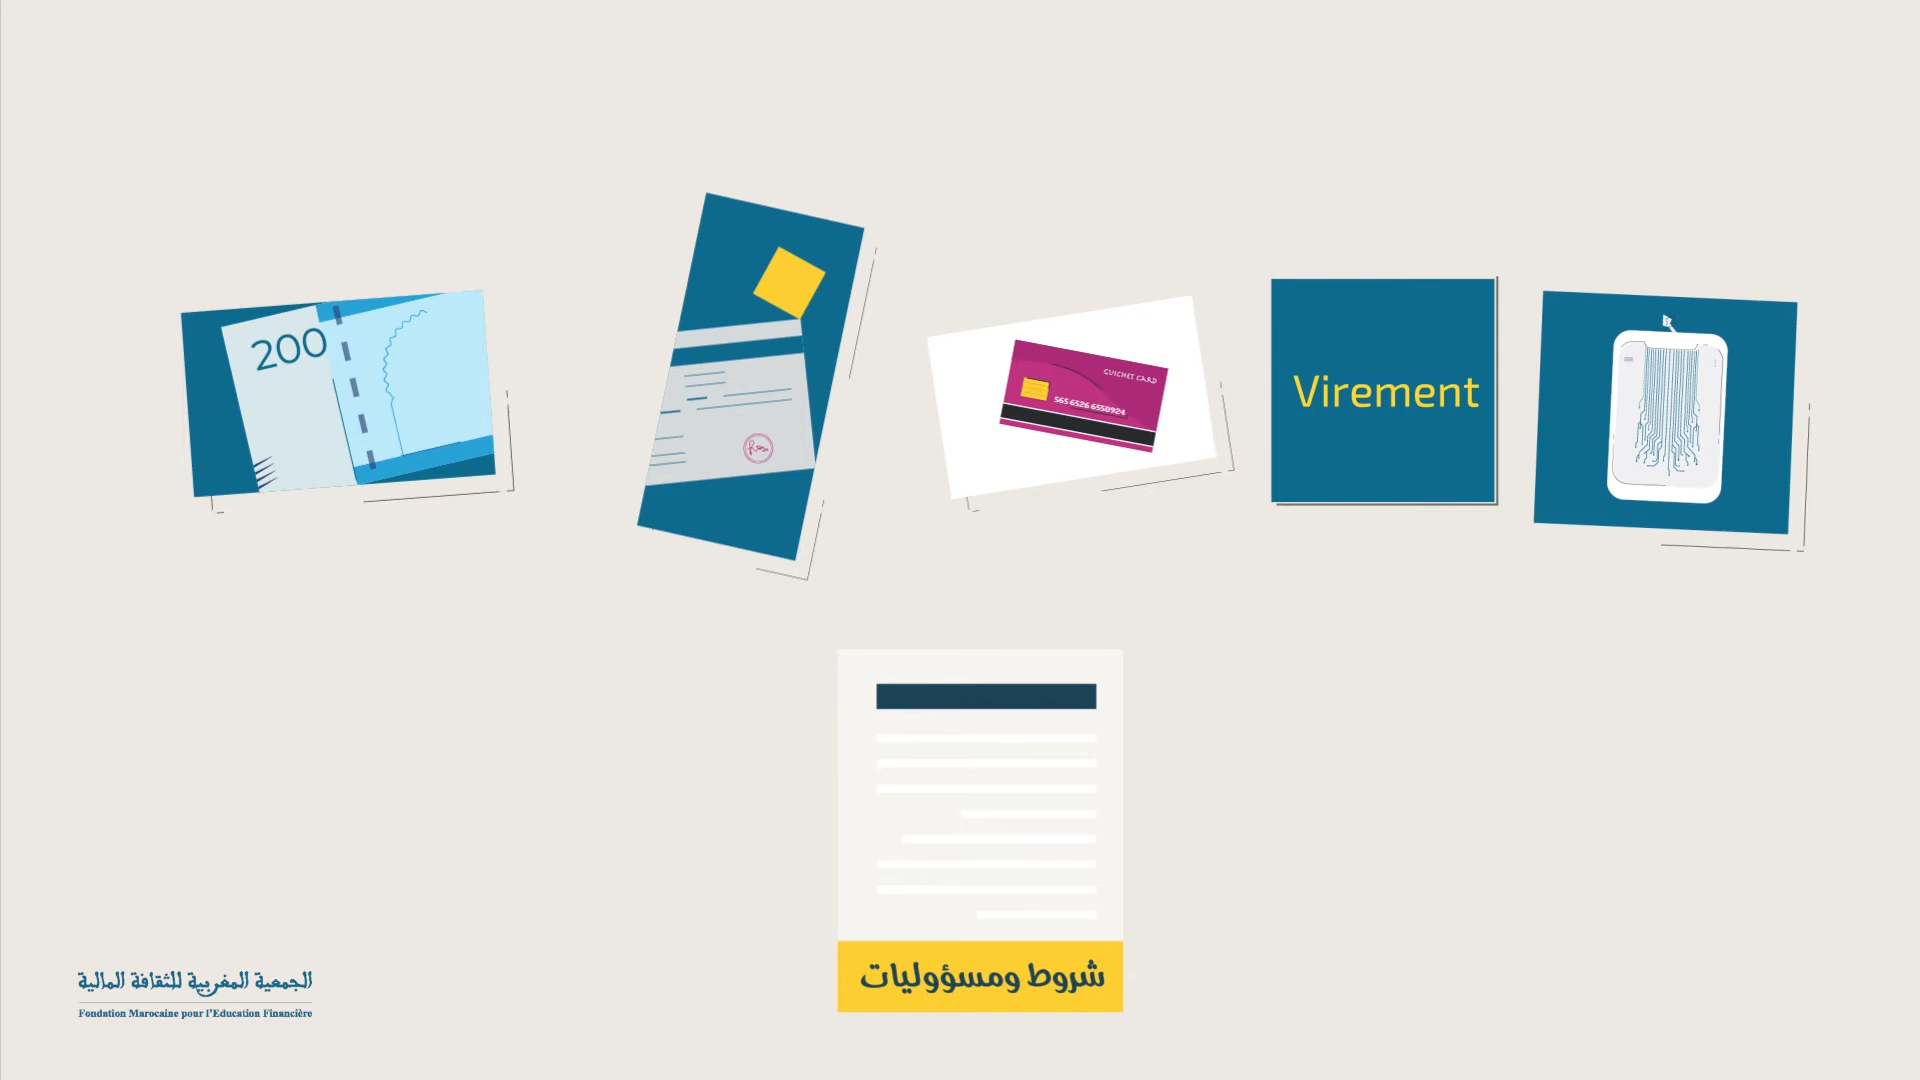 200
GUICHET CARD
565 6526 6550924
Virement
شروط ومسؤوليات
الجمعية المغربية للثقافة المالية
Fondation Marocaine pour l'Education Financière